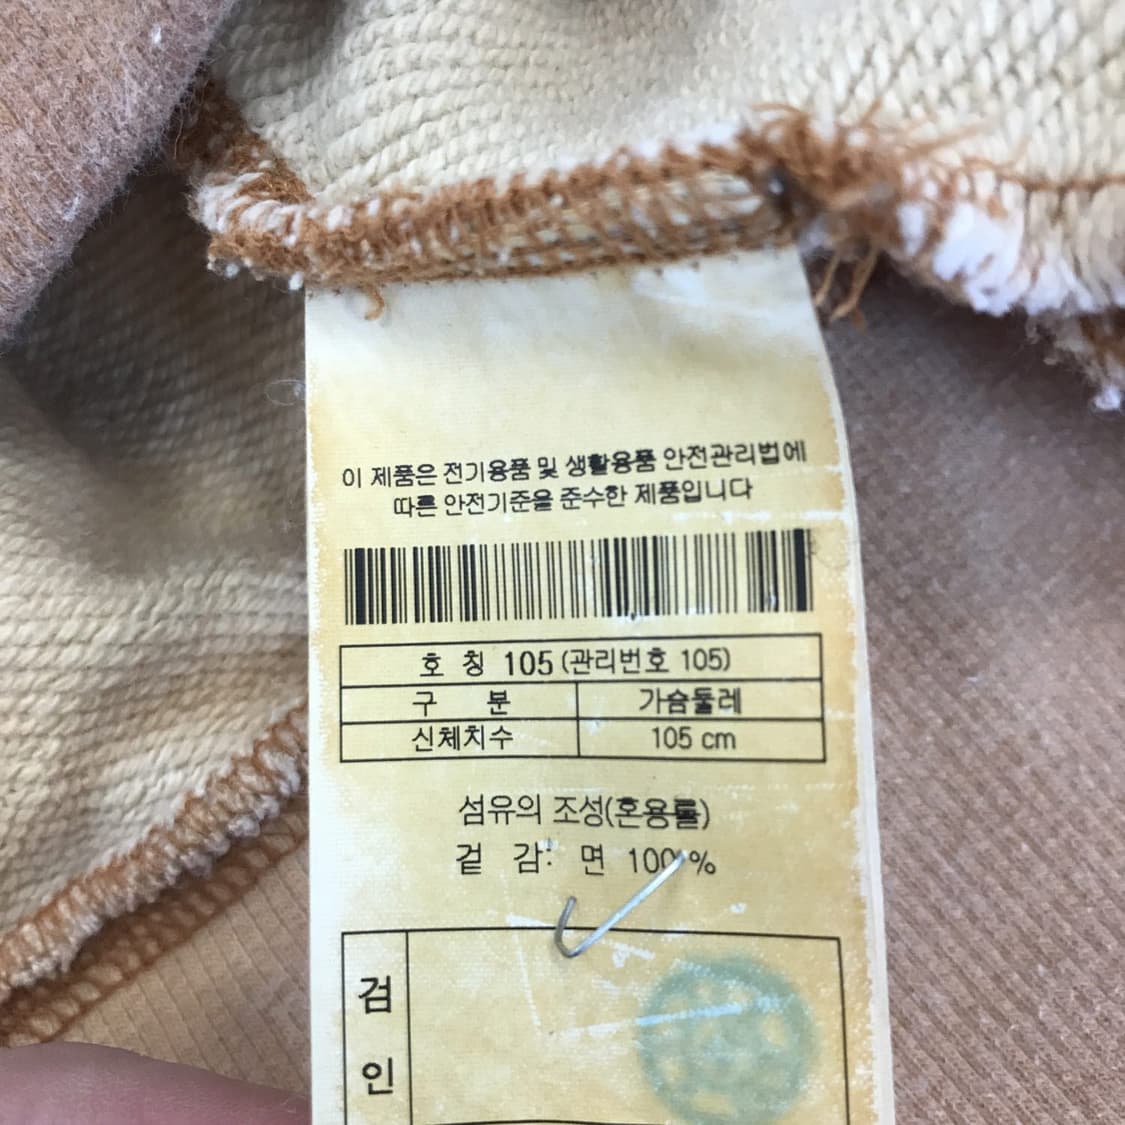 이 제품은 전기용품 및 생활용품 안전관리법에
따른 안전기준을 준수한 제품입니다
호 칭 105 (관리번호 105)
구 분 가슴둘레
신체치수 105 cm
섬유의 조성(혼용률)
겉 감: 면 100 %
검
인